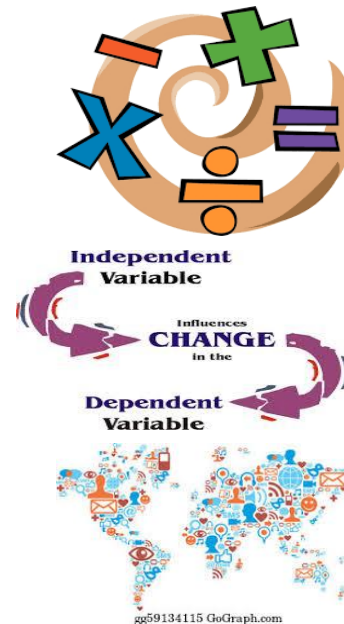 Independent
Variable
Influences
CHANGE
in the
Dependent
Variable
gg59134115 GoGraph.com